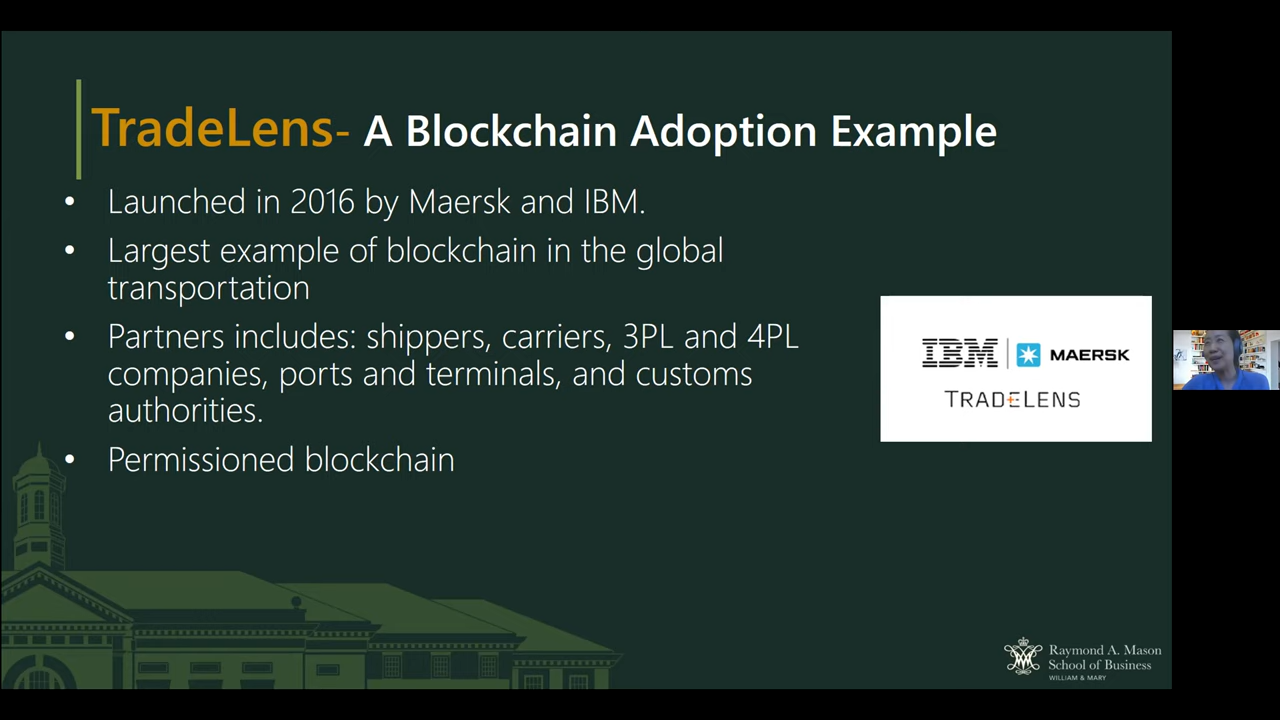 TradeLens- A Blockchain Adoption Example
• Launched in 2016 by Maersk and IBM.
• Largest example of blockchain in the global
transportation
• Partners includes: shippers, carriers, 3PL and 4PL
companies, ports and terminals, and customs
authorities.
• Permissioned blockchain
IBM | MAERSK
TRADELENS
Raymond A. Mason
School of Business
WILLIAM & MARY